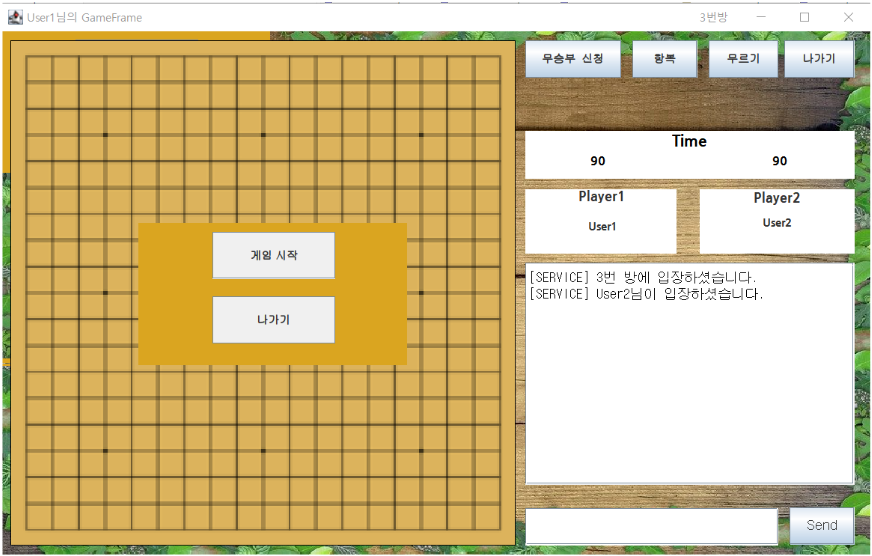 User1님의 GameFrame
3번방
무승부 신청
항복
무르기
나가기
Time
90
90
Player1
User1
Player2
User2
게임 시작
나가기
[SERVICE] 3번 방에 입장하셨습니다.
[SERVICE] User2님이 입장하셨습니다.
Send